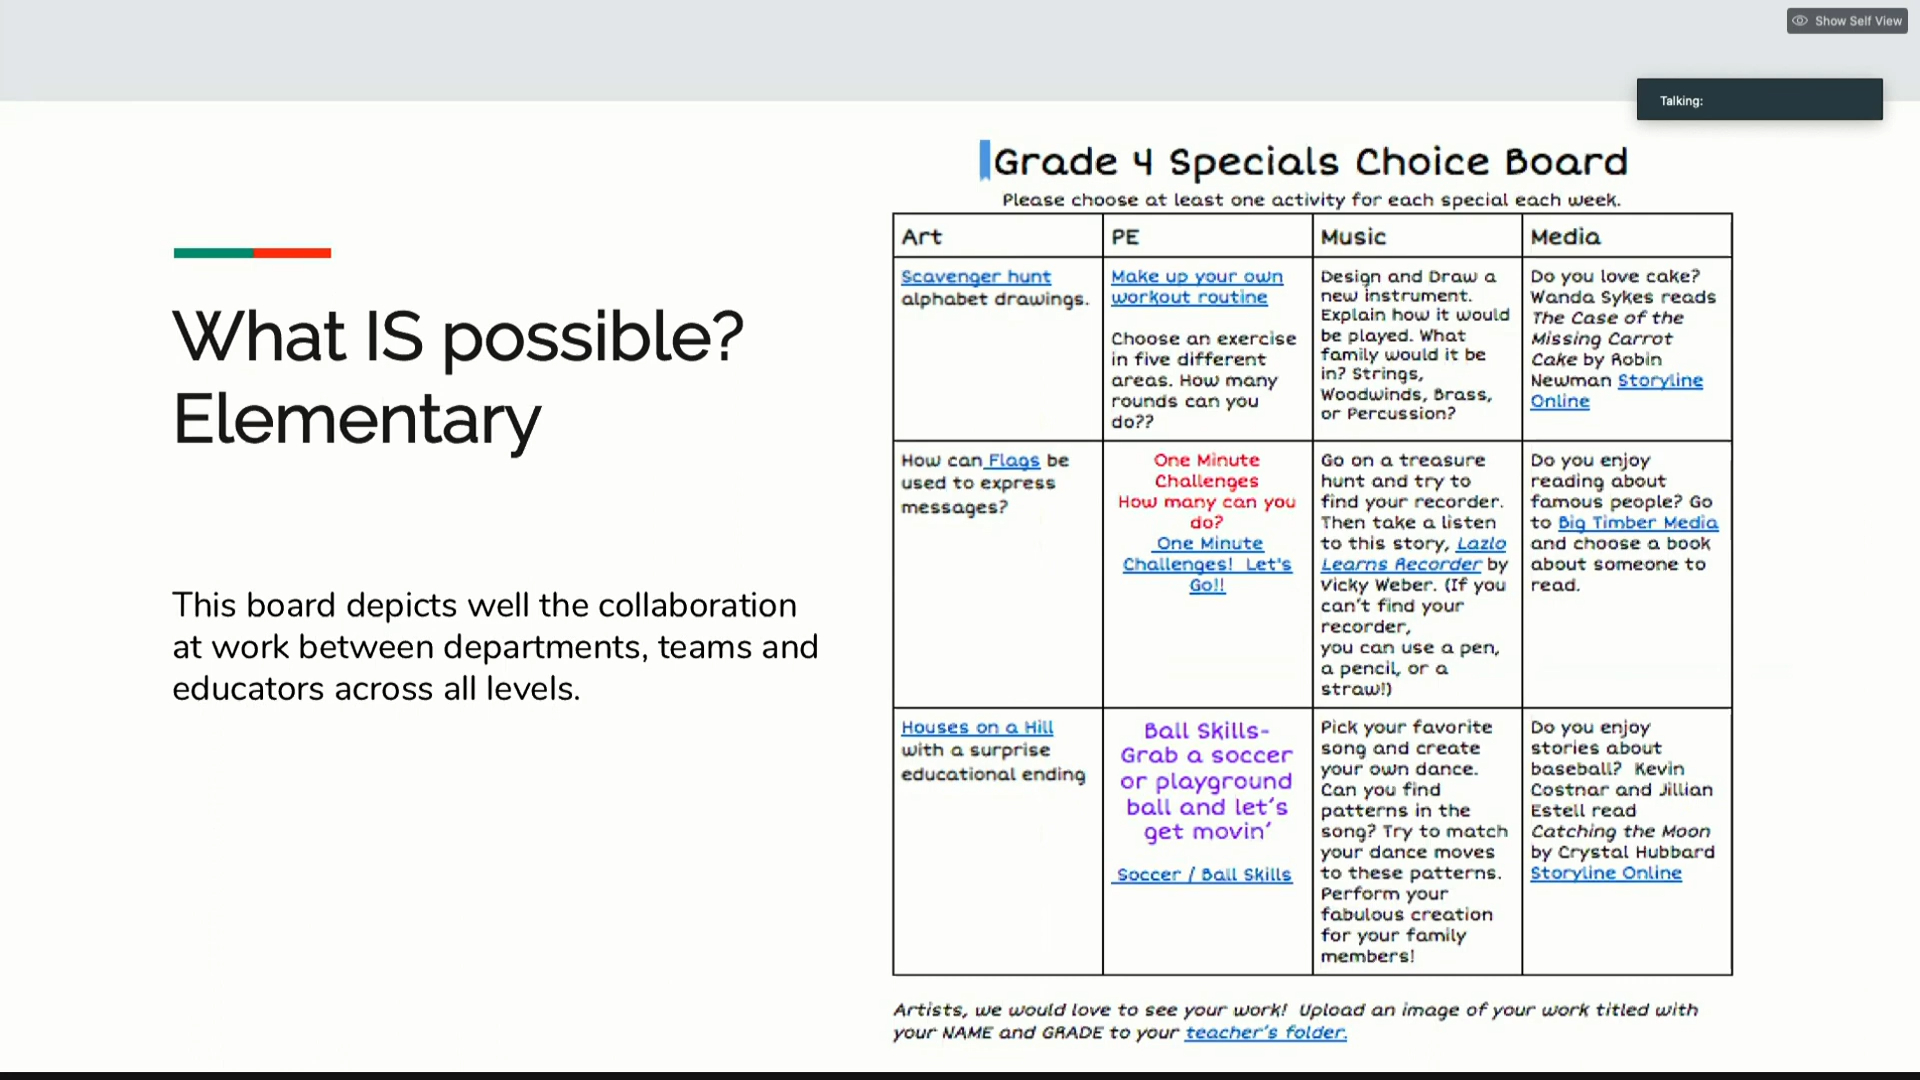 Show Self View
Talking:
What IS possible?
Elementary
This board depicts well the collaboration
at work between departments, teams and
educators across all levels.
Grade 4 Specials Choice Board
Please choose at least one activity for each special each week.
Art
PE
Music
Media
Scavenger hunt
alphabet drawings.
Make up your own
workout routine
Choose an exercise
in five different
areas. How many
rounds can you
do??
Design and Draw a
new instrument.
Explain how it would
be played. What
family would it be
in? Strings,
Woodwinds, Brass,
or Percussion?
Do you love cake?
Wanda Sykes reads
The Case of the
Missing Carrot
Cake by Robin
Newman Storyline
Online
How can Flags be
used to express
messages?
One Minute
Challenges
How many can you
do?
One Minute
Challenges! Let's
Go!!
Go on a treasure
hunt and try to
find your recorder.
Then take a listen
to this story, Lazlo
Learns Recorder by
Vicky Weber. (If you
can't find your
recorder,
you can use a pen,
a pencil, or a
straw!)
Do you enjoy
reading about
famous people? Go
to Big Timber Media
and choose a book
about someone to
read.
Houses on a Hill
with a surprise
educational ending
Ball Skills-
Grab a soccer
or playground
ball and let's
get movin'
Soccer / Ball Skills
Pick your favorite
song and create
your own dance.
Can you find
patterns in the
song? Try to match
your dance moves
to these patterns.
Perform your
fabulous creation
for your family
members!
Do you enjoy
stories about
baseball? Kevin
Costnar and Jillian
Estell read
Catching the Moon
by Crystal Hubbard
Storyline Online
Artists, we would love to see your work! Upload an image of your work titled with
your NAME and GRADE to your teacher's folder.